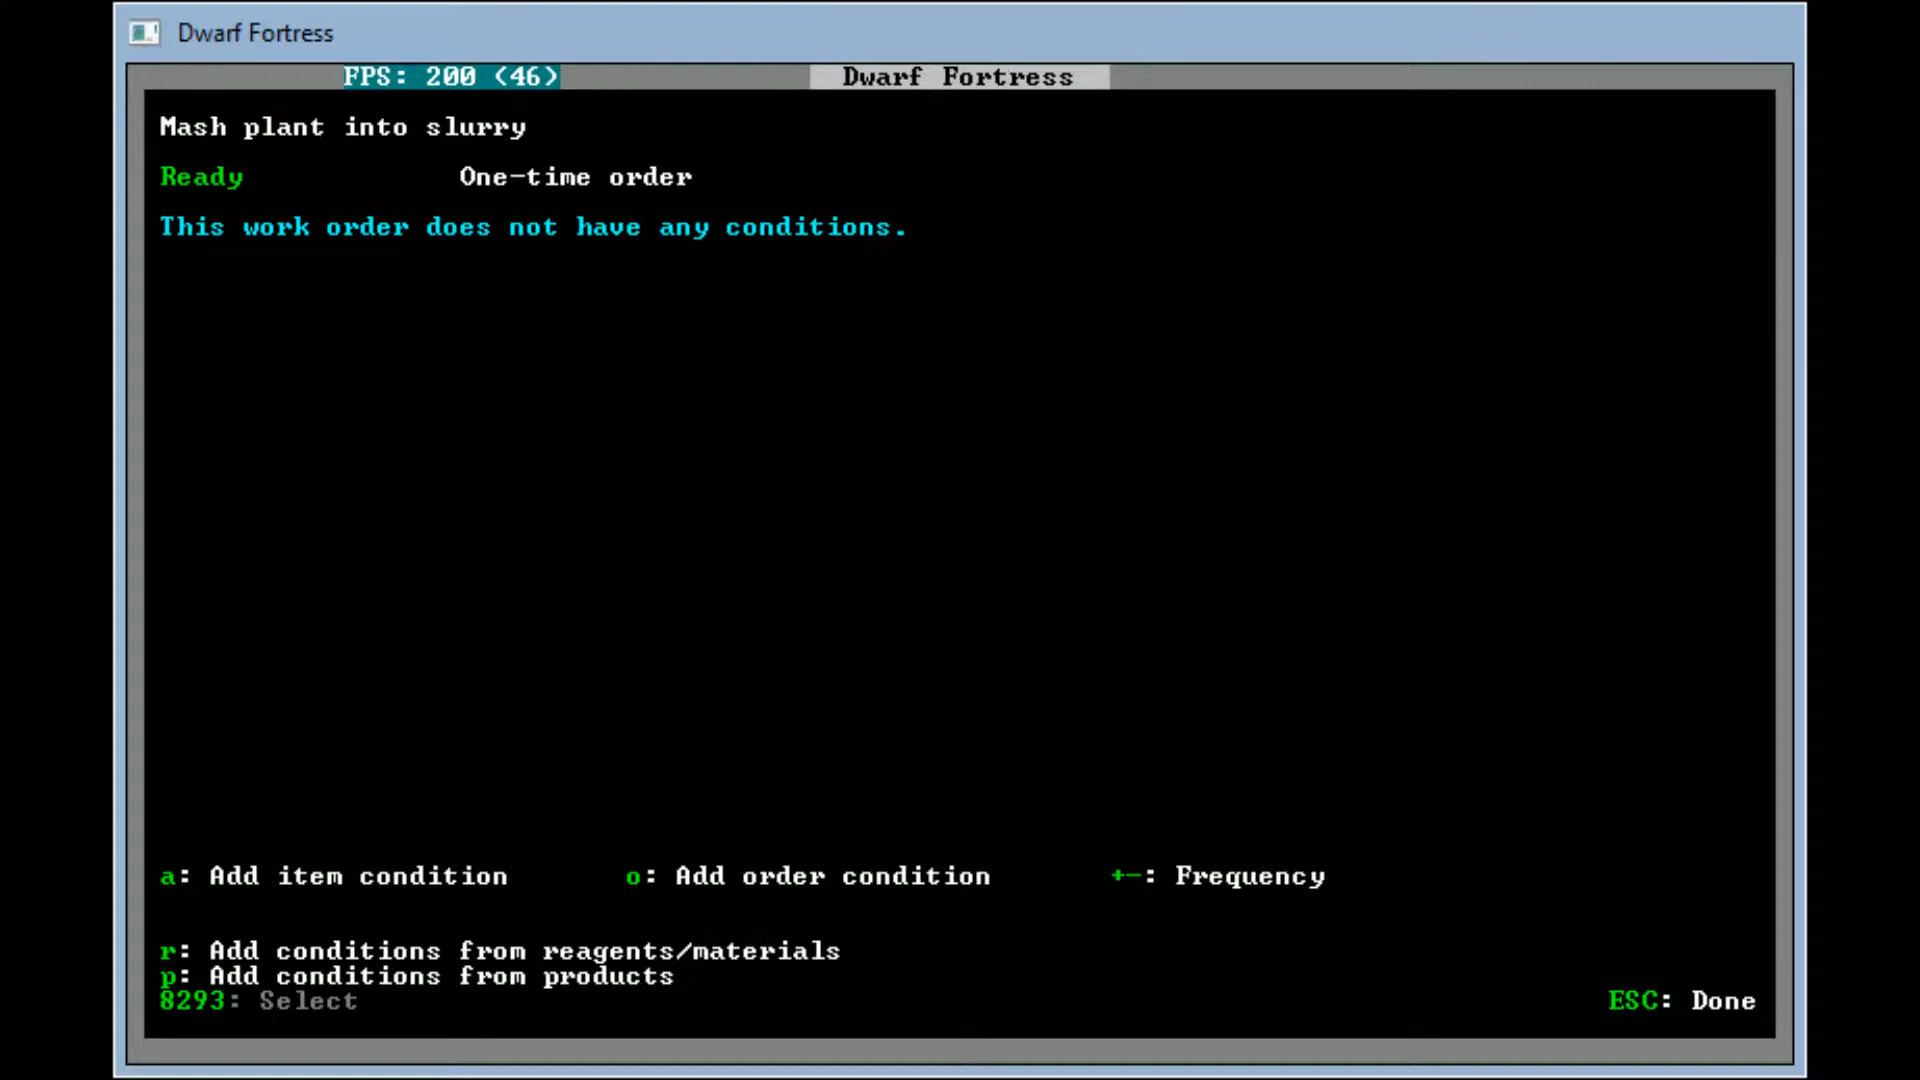 Dwarf Fortress
FPS: 200 (46)
Dwarf Fortress
Mash plant into slurry
Ready One-time order
This work order does not have any conditions.
a: Add item condition o: Add order condition +-: Frequency
r: Add conditions from reagents/materials
p: Add conditions from products
8293: Select ESC: Done